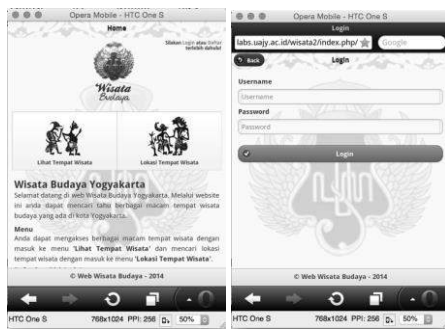 Opera Mobile - HTC One S
Home
Silakan Login atau Daftar
terlebih dahulu!
Wisata
Budaya
Lihat Tempat Wisata
Lokasi Tempat Wisata
Wisata Budaya Yogyakarta
Selamat datang di web Wisata Budaya Yogyakarta. Melalui website
ini anda dapat mencari tahu berbagai macam tempat wisata
budaya yang ada di kota Yogyakarta.
Menu
Anda dapat mengakses berbagai macam tempat wisata dengan
masuk ke menu 'Lihat Tempat Wisata' dan mencari lokasi
tempat wisata dengan masuk ke menu 'Lokasi Tempat Wisata'.
© Web Wisata Budaya - 2014
HTC One S 768x1024 PPI: 256 50%
Opera Mobile - HTC One S
Login
labs.uajy.ac.id/wisata2/index.php/ Google
Back Login
Username
Username
Password
Password
Login
© Web Wisata Budaya - 2014
HTC One S 768x1024 PPI: 256 50%